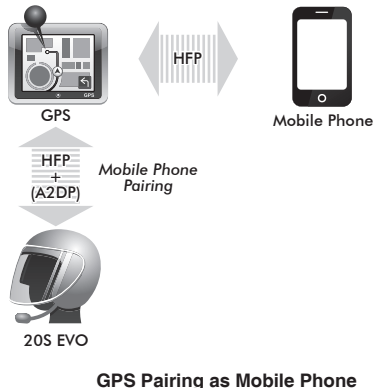 HFP
GPS
GPS
Mobile Phone
HFP
+
(A2DP)
Mobile Phone
Pairing
20S EVO
GPS Pairing as Mobile Phone